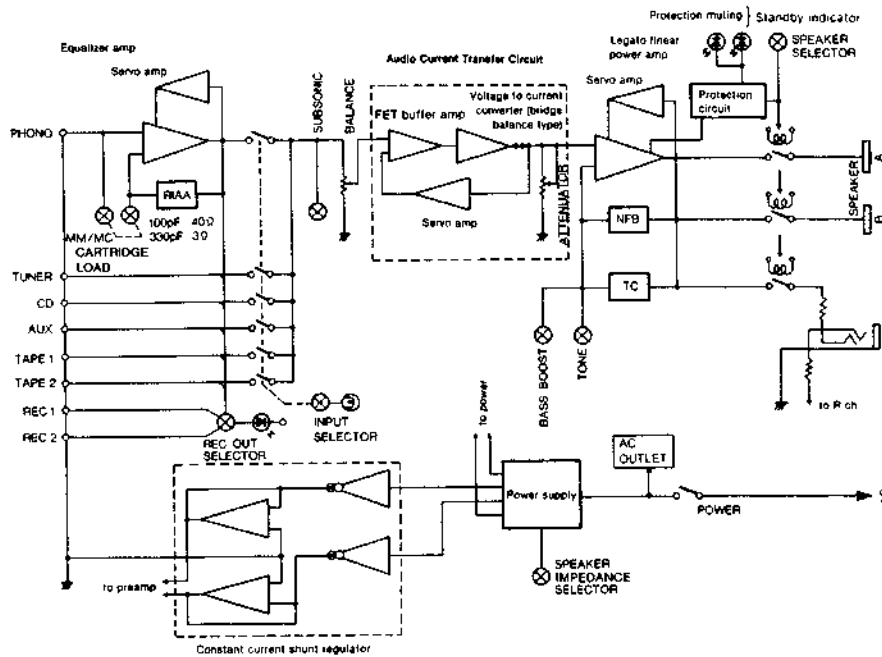 Protection muting
Standby indicator
Legato linear
power amp
SPEAKER
SELECTOR
Equalizer amp
Servo amp
Audio Current Transfer Circuit
Servo amp
Protection
circuit
SUBSONIC
BALANCE
FET buffer amp
Voltage to current
converter (bridge
balance type)
PHONO
RIAA
100pF 40Ω
330pF 3Ω
MM/MC
CARTRIDGE
LOAD
Servo amp
ATTENUATOR
NFB
TC
SPEAKER
A
B
TUNER
CD
AUX
TAPE 1
TAPE 2
REC 1
REC 2
REC OUT
SELECTOR
INPUT
SELECTOR
BASS BOOST
TONE
to R ch
to power
Power supply
AC
OUTLET
POWER
SPEAKER
IMPEDANCE
SELECTOR
to preamp
Constant current shunt regulator